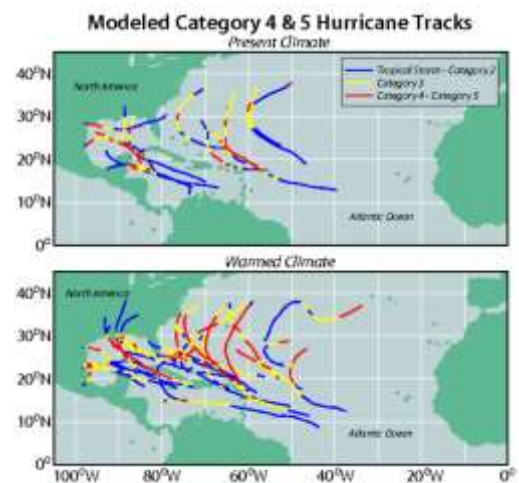 Modeled Category 4 & 5 Hurricane Tracks
Present Climate
40°N
30°N
20°N
10°N
0°
North America
Tropical Storm - Category 2
Category 3
Category 4 - Category 5
Atlantic Ocean
Warmed Climate
40°N
30°N
20°N
10°N
0°
North America
Atlantic Ocean
100°W 80°W 60°W 40°W 20°W 0°